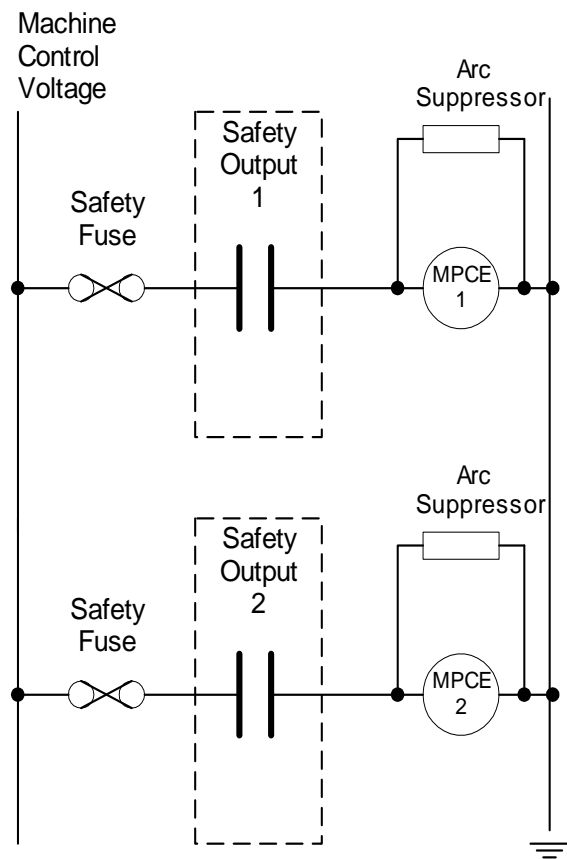 Machine
Control
Voltage
Arc
Suppressor
Safety
Output
1
Safety
Fuse
MPCE
1
Arc
Suppressor
Safety
Output
2
Safety
Fuse
MPCE
2